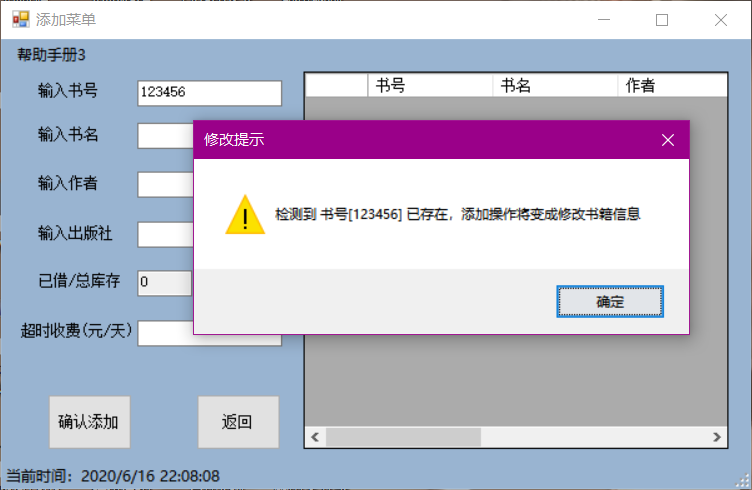 添加菜单
帮助手册3
输入书号 123456
书号 书名 作者
输入书名
修改提示
输入作者
检测到 书号[123456] 已存在，添加操作将变成修改书籍信息
输入出版社
已借/总库存 0
确定
超时收费(元/天)
确认添加 返回
当前时间：2020/6/16 22:08:08